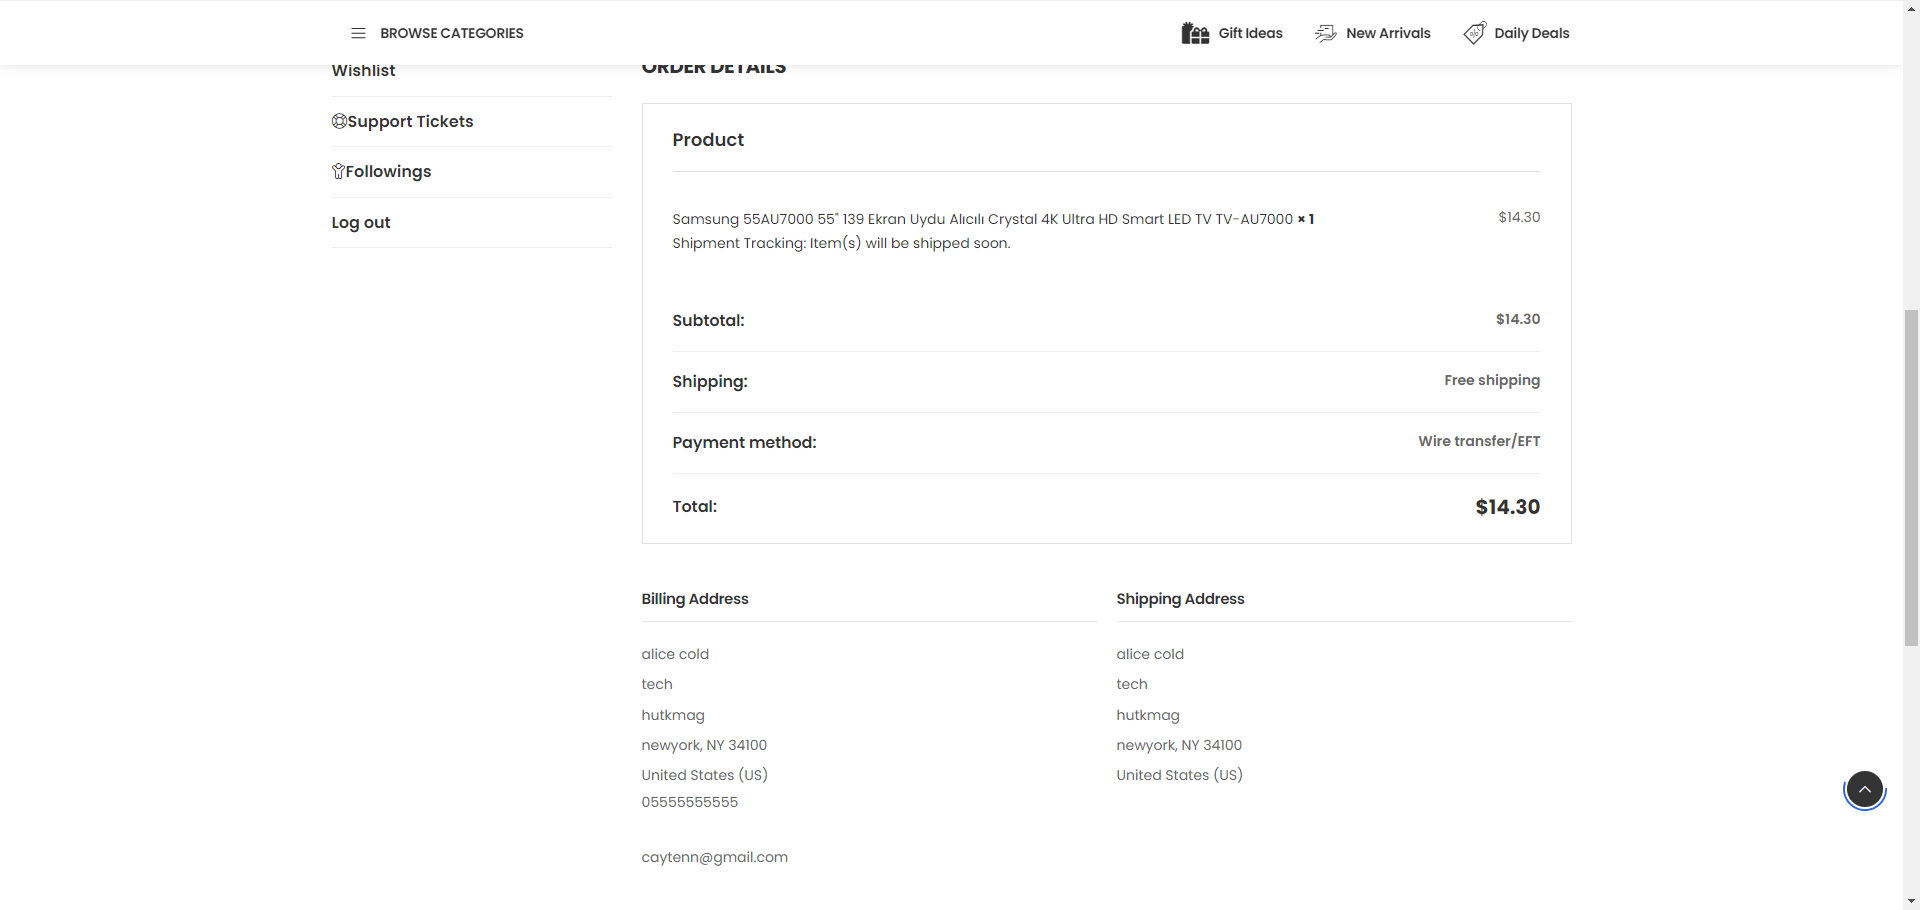 BROWSE CATEGORIES
Gift Ideas
New Arrivals
Daily Deals
Wishlist
Support Tickets
Followings
Log out
ORDER DETAILS
Product
Samsung 55AU7000 55" 139 Ekran Uydu Alıcılı Crystal 4K Ultra HD Smart LED TV TV-AU7000 × 1
$14.30
Shipment Tracking: Item(s) will be shipped soon.
Subtotal:
$14.30
Shipping:
Free shipping
Payment method:
Wire transfer/EFT
Total:
$14.30
Billing Address
alice cold
tech
hutkmag
newyork, NY 34100
United States (US)
05555555555
caytenn@gmail.com
Shipping Address
alice cold
tech
hutkmag
newyork, NY 34100
United States (US)